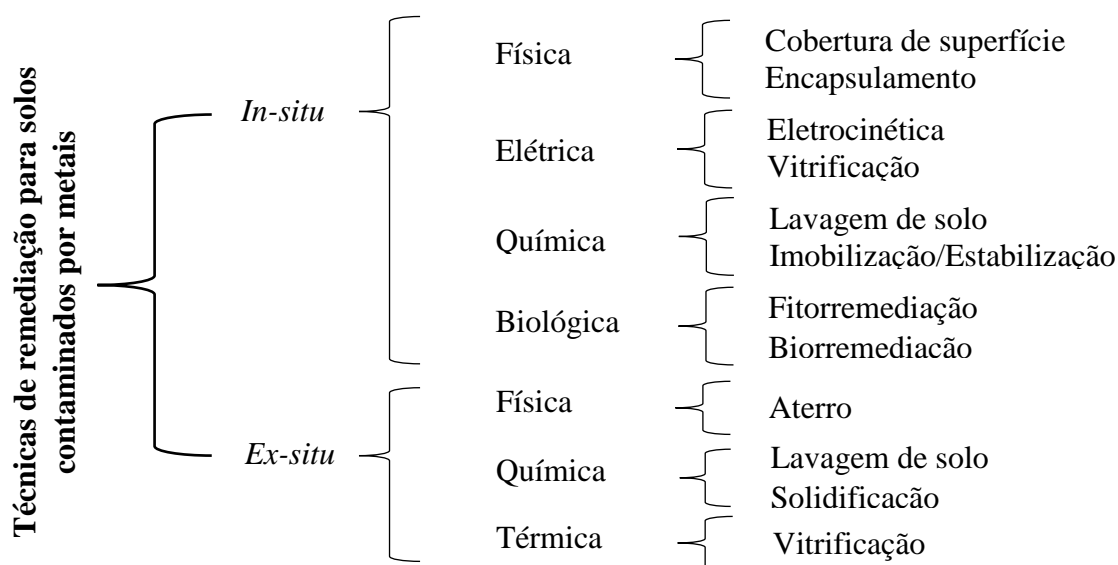 Técnicas de remediação para solos
contaminados por metais
In-situ
Física
Cobertura de superfície
Encapsulamento
Elétrica
Eletrocinética
Vitrificação
Química
Lavagem de solo
Imobilização/Estabilização
Biológica
Fitorremediação
Biorremediacão
Ex-situ
Física
Aterro
Química
Lavagem de solo
Solidificacão
Térmica
Vitrificação